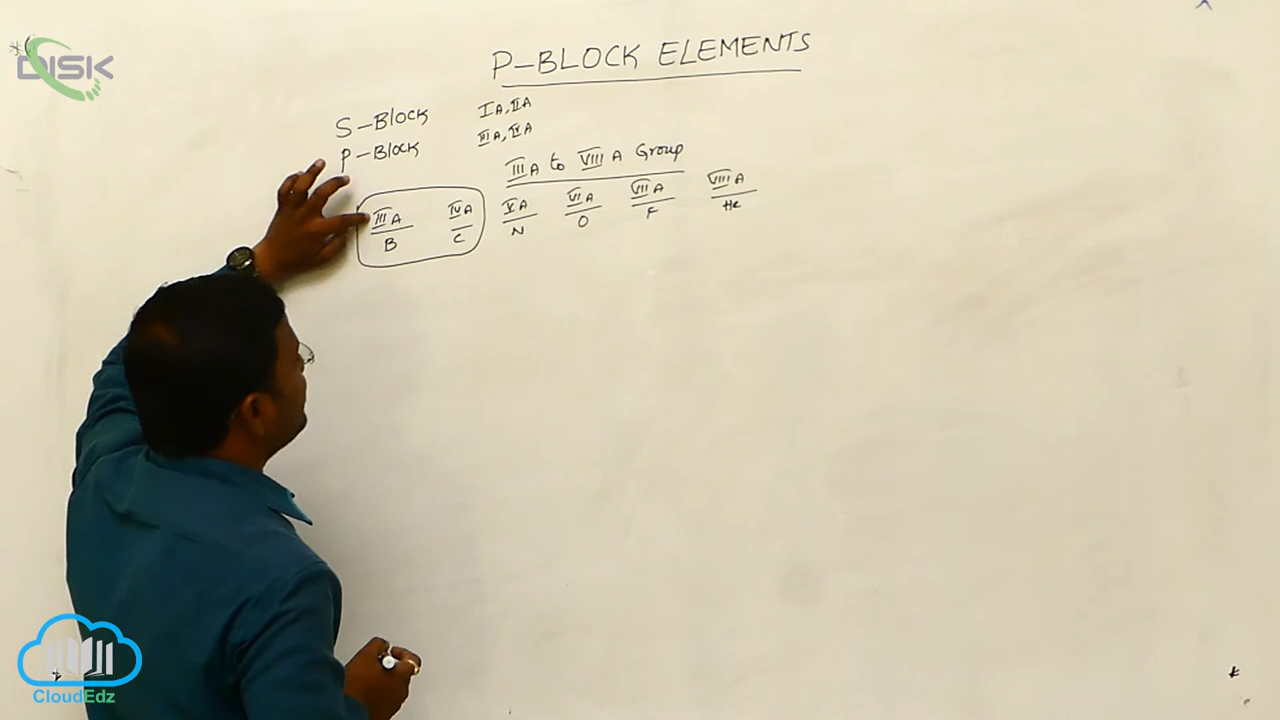 DISK
P-BLOCK ELEMENTS
S-Block IA, IIA
P-Block IIIA, IVA
IIIA to VIIIA Group
IIIA IVA VA VIA VIIA VIIIA
B C N O F He
CloudEdz